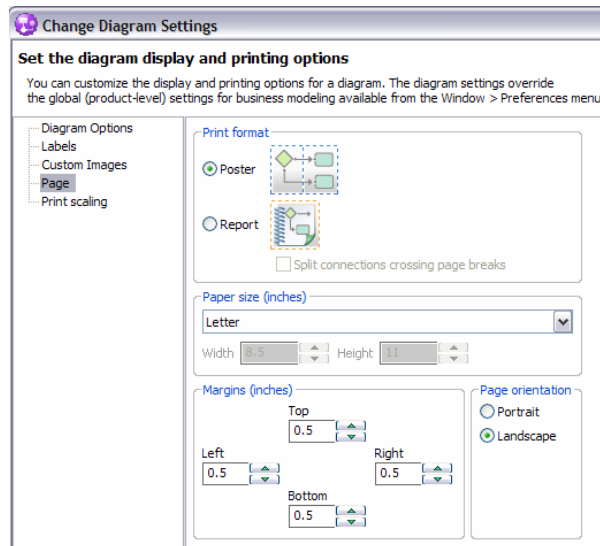 Change Diagram Settings
Set the diagram display and printing options
You can customize the display and printing options for a diagram. The diagram settings override
the global (product-level) settings for business modeling available from the Window > Preferences menu
Diagram Options
Labels
Custom Images
Page
Print scaling
Print format
Poster
Report
Split connections crossing page breaks
Paper size (inches)
Letter
Width 8.5 Height 11
Margins (inches)
Top
0.5
Left Right
0.5 0.5
Bottom
0.5
Page orientation
Portrait
Landscape